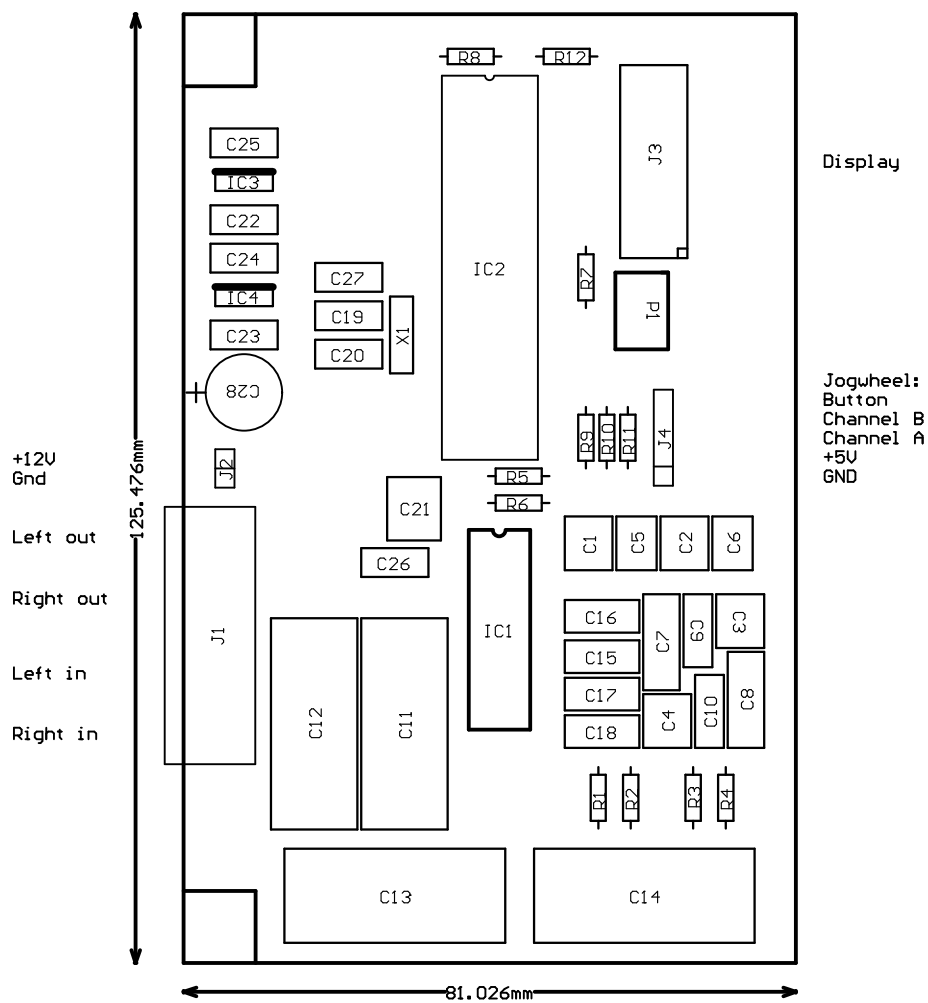 R8
R12
C25
J3
Display
IC3
C22
C24
IC2
C27
R7
IC4
C19
P1
C23
X1
C20
C28
Jogwheel:
Button
Channel B
Channel A
+5V
GND
R9
R10
R11
J4
+12V
Gnd
J2
125.476mm
R5
R6
C21
Left out
C1
C5
C2
C6
C26
Right out
J1
IC1
C16
C7
C9
C3
C15
Left in
C17
C10
C8
C12
C11
C4
C18
Right in
R1
R2
R3
R4
C13
C14
81.026mm